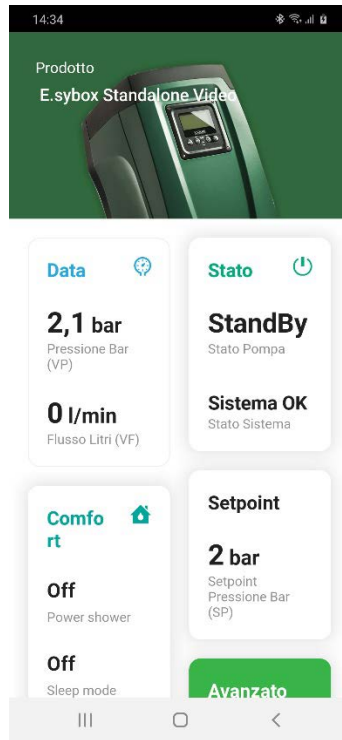 14:34
Prodotto
E.sybox Standalone Video
Data
2,1 bar
Pressione Bar
(VP)
0 l/min
Flusso Litri (VF)
Stato
StandBy
Stato Pompa
Sistema OK
Stato Sistema
Comfo
rt
Off
Power shower
Off
Sleep mode
Setpoint
2 bar
Setpoint
Pressione Bar
(SP)
Avanzato